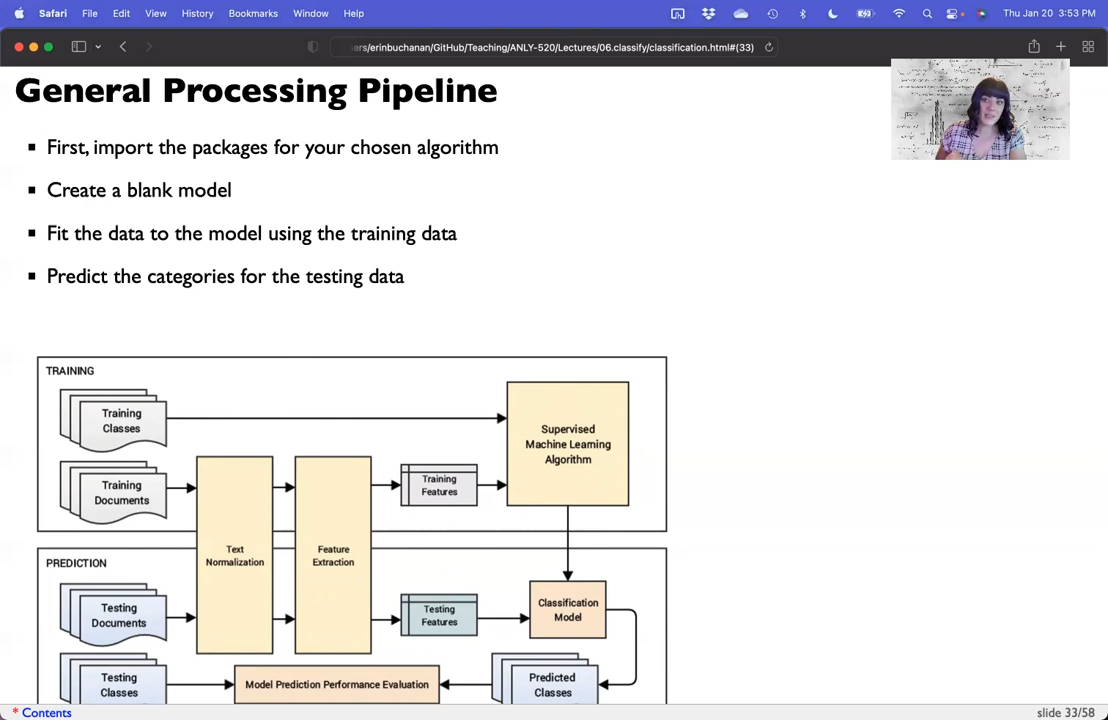 Safari File Edit View History Bookmarks Window Help Thu Jan 20 3:53 PM
ers/erinbuchanan/GitHub/Teaching/ANLY-520/Lectures/06.classify/classification.html#(33)
General Processing Pipeline
▪ First, import the packages for your chosen algorithm
▪ Create a blank model
▪ Fit the data to the model using the training data
▪ Predict the categories for the testing data
TRAINING
Training
Classes
Supervised
Machine Learning
Algorithm
Training
Documents
Training
Features
Text
Normalization
Feature
Extraction
PREDICTION
Testing
Documents
Testing
Features
Classification
Model
Testing
Classes
Model Prediction Performance Evaluation
Predicted
Classes
* Contents
slide 33/58